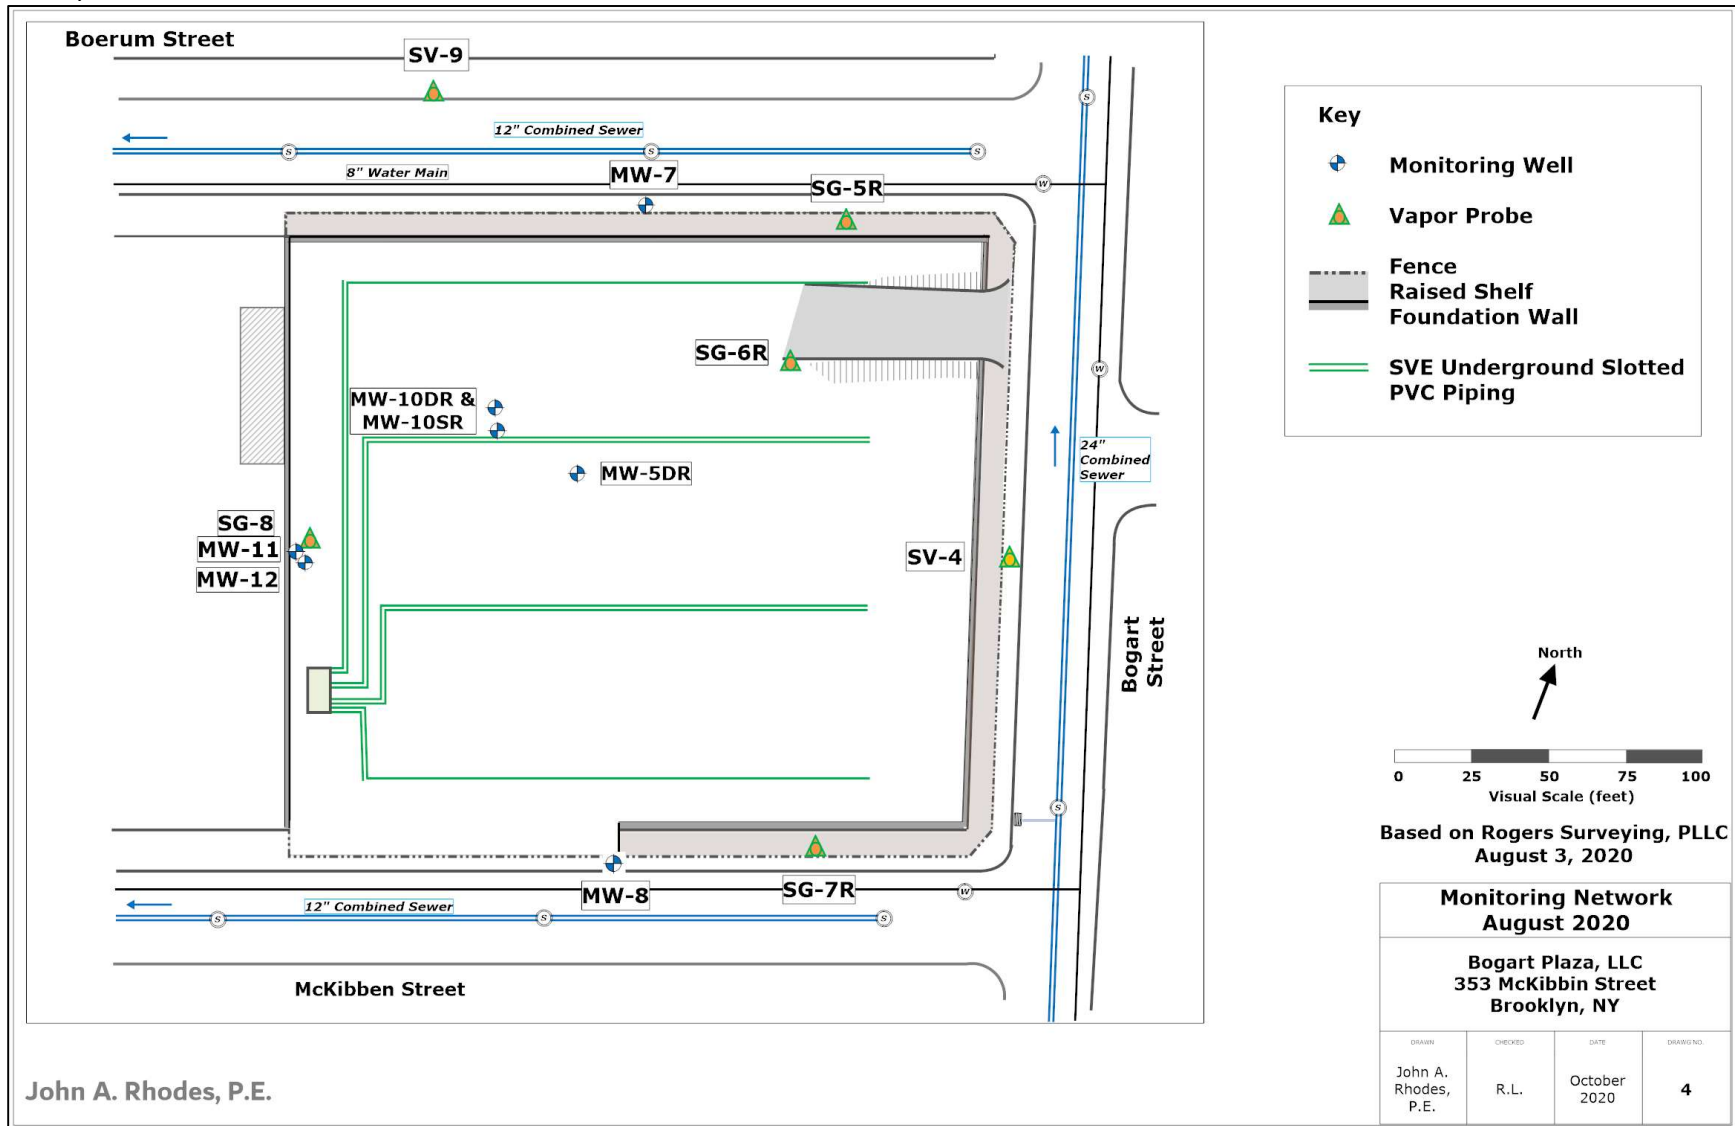 Boerum Street
SV-9
12" Combined Sewer
S
S
S
S
8" Water Main
MW-7
SG-5R
W
SG-6R
W
MW-10DR &
MW-10SR
MW-5DR
24"
Combined
Sewer
SG-8
MW-11
MW-12
SV-4
Bogart
Street
S
MW-8
SG-7R
W
12" Combined Sewer
S
S
S
McKibben Street
Key
Monitoring Well
Vapor Probe
Fence
Raised Shelf
Foundation Wall
SVE Underground Slotted
PVC Piping
North
0 25 50 75 100
Visual Scale (feet)
Based on Rogers Surveying, PLLC
August 3, 2020
Monitoring Network
August 2020
Bogart Plaza, LLC
353 McKibbin Street
Brooklyn, NY
DRAWN
John A.
Rhodes,
P.E.
CHECKED
R.L.
DATE
October
2020
DRAWG NO.
4
John A. Rhodes, P.E.